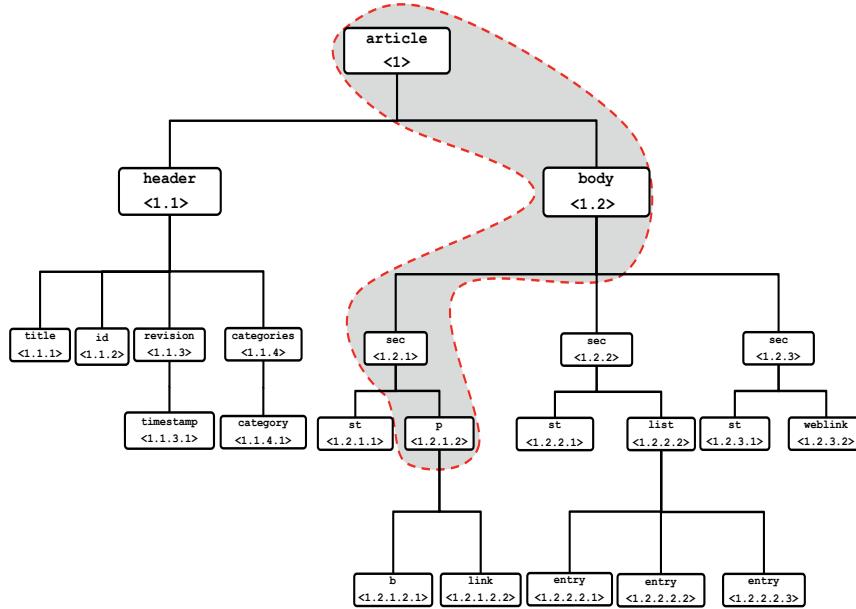 article
<1>
header
<1.1>
body
<1.2>
title
<1.1.1>
id
<1.1.2>
revision
<1.1.3>
categories
<1.1.4>
sec
<1.2.1>
sec
<1.2.2>
sec
<1.2.3>
timestamp
<1.1.3.1>
category
<1.1.4.1>
st
<1.2.1.1>
p
<1.2.1.2>
st
<1.2.2.1>
list
<1.2.2.2>
st
<1.2.3.1>
weblink
<1.2.3.2>
b
<1.2.1.2.1>
link
<1.2.1.2.2>
entry
<1.2.2.2.1>
entry
<1.2.2.2.2>
entry
<1.2.2.2.3>